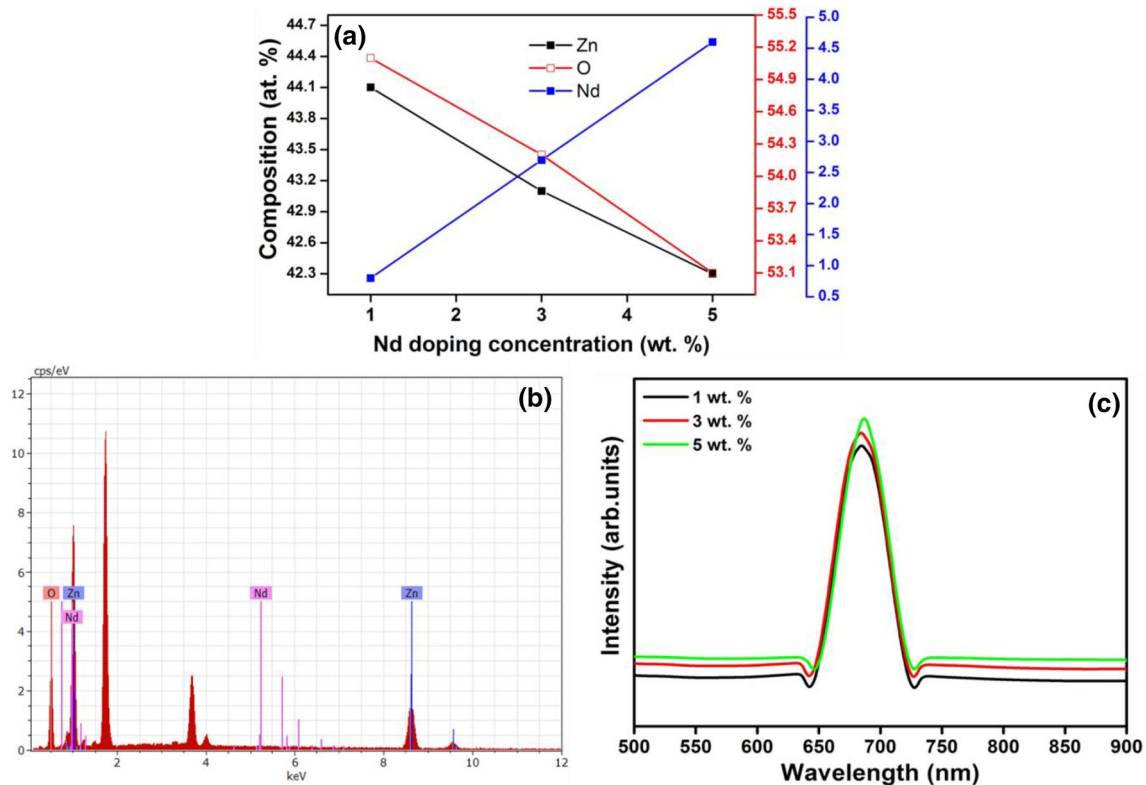 (a)
Zn
O
Nd
44.7
44.4
44.1
43.8
43.5
43.2
42.9
42.6
42.3
Composition (at. %)
1 2 3 4 5
Nd doping concentration (wt. %)
55.5
55.2
54.9
54.6
54.3
54.0
53.7
53.4
53.1
5.0
4.5
4.0
3.5
3.0
2.5
2.0
1.5
1.0
0.5
cps/eV
(b)
12
10
8
6
4
2
0
O Zn Nd Zn
Nd
2 4 6 8 10 12
keV
(c)
1 wt. %
3 wt. %
5 wt. %
Intensity (arb.units)
500 550 600 650 700 750 800 850 900
Wavelength (nm)